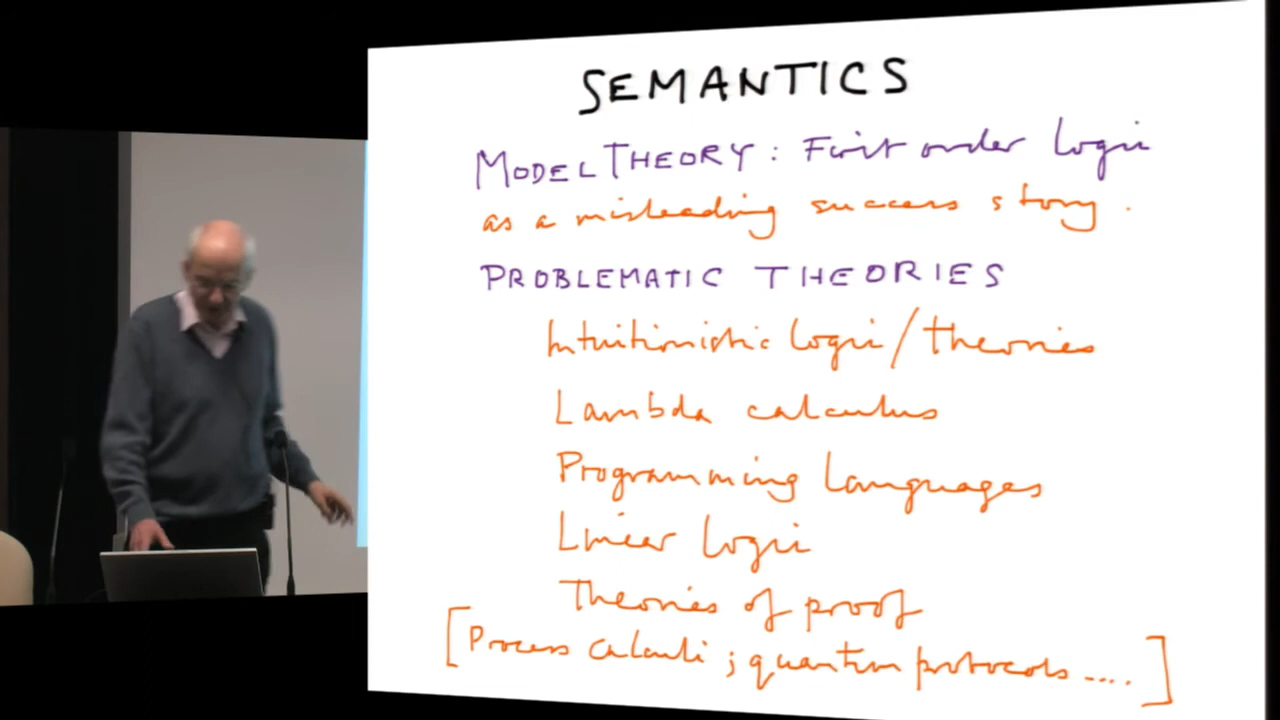 SEMANTICS
MODEL THEORY: First order logic
as a misleading success story.
PROBLEMATIC THEORIES
Intuitionistic logic/theories
Lambda calculus
Programming languages
Linear logic
Theories of proof
[Process calculi; quantum protocols ....]